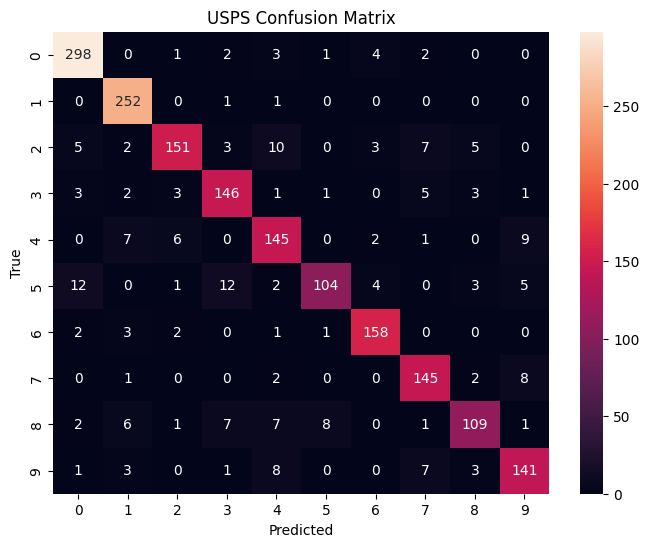 USPS Confusion Matrix
0 298 0 1 2 3 1 4 2 0 0
1 0 252 0 1 1 0 0 0 0 0
2 5 2 151 3 10 0 3 7 5 0
3 3 2 3 146 1 1 0 5 3 1
4 0 7 6 0 145 0 2 1 0 9
5 12 0 1 12 2 104 4 0 3 5
6 2 3 2 0 1 1 158 0 0 0
7 0 1 0 0 2 0 0 145 2 8
8 2 6 1 7 7 8 0 1 109 1
9 1 3 0 1 8 0 0 7 3 141
0 1 2 3 4 5 6 7 8 9
Predicted
True
250
200
150
100
50
0